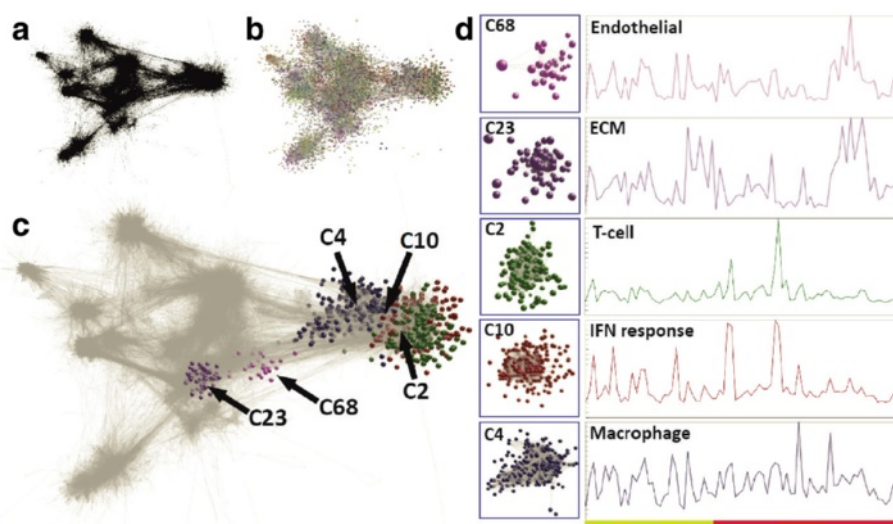 a
b
c
C4
C10
C2
C68
C23
d
C68
Endothelial
C23
ECM
C2
T-cell
C10
IFN response
C4
Macrophage